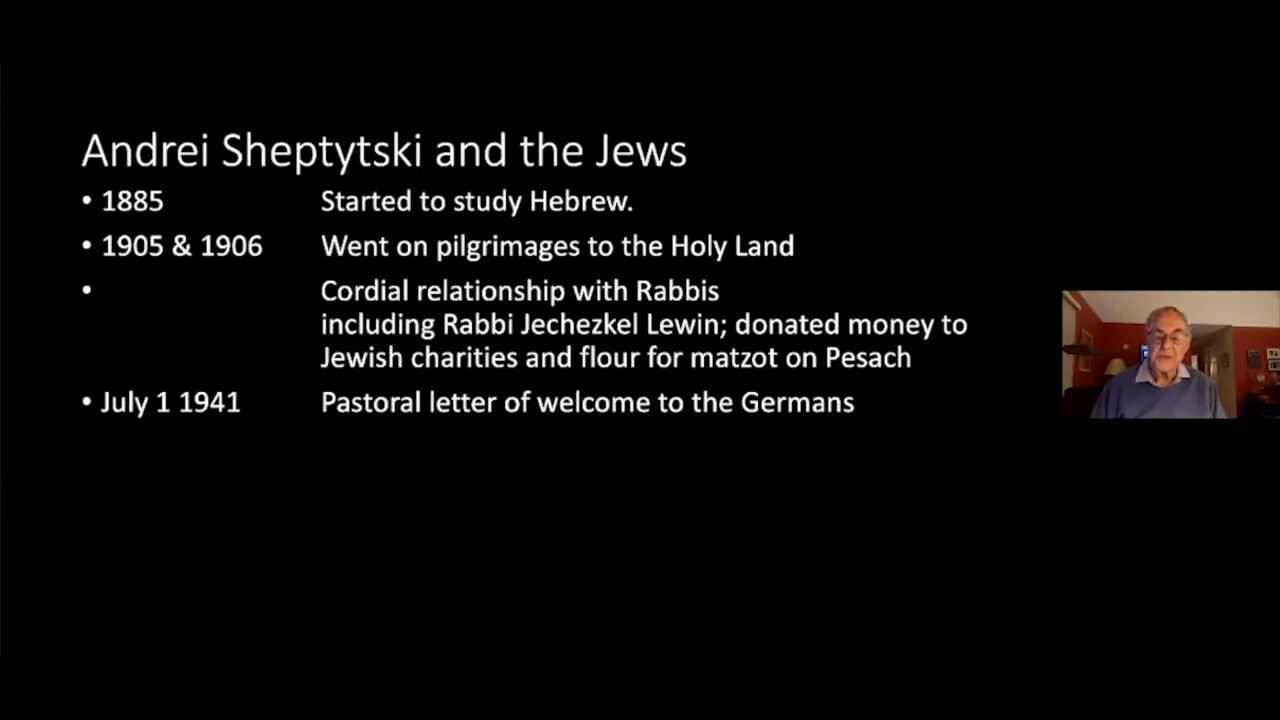 Andrei Sheptytski and the Jews
• 1885 Started to study Hebrew.
• 1905 & 1906 Went on pilgrimages to the Holy Land
• Cordial relationship with Rabbis
including Rabbi Jechezkel Lewin; donated money to
Jewish charities and flour for matzot on Pesach
• July 1 1941 Pastoral letter of welcome to the Germans